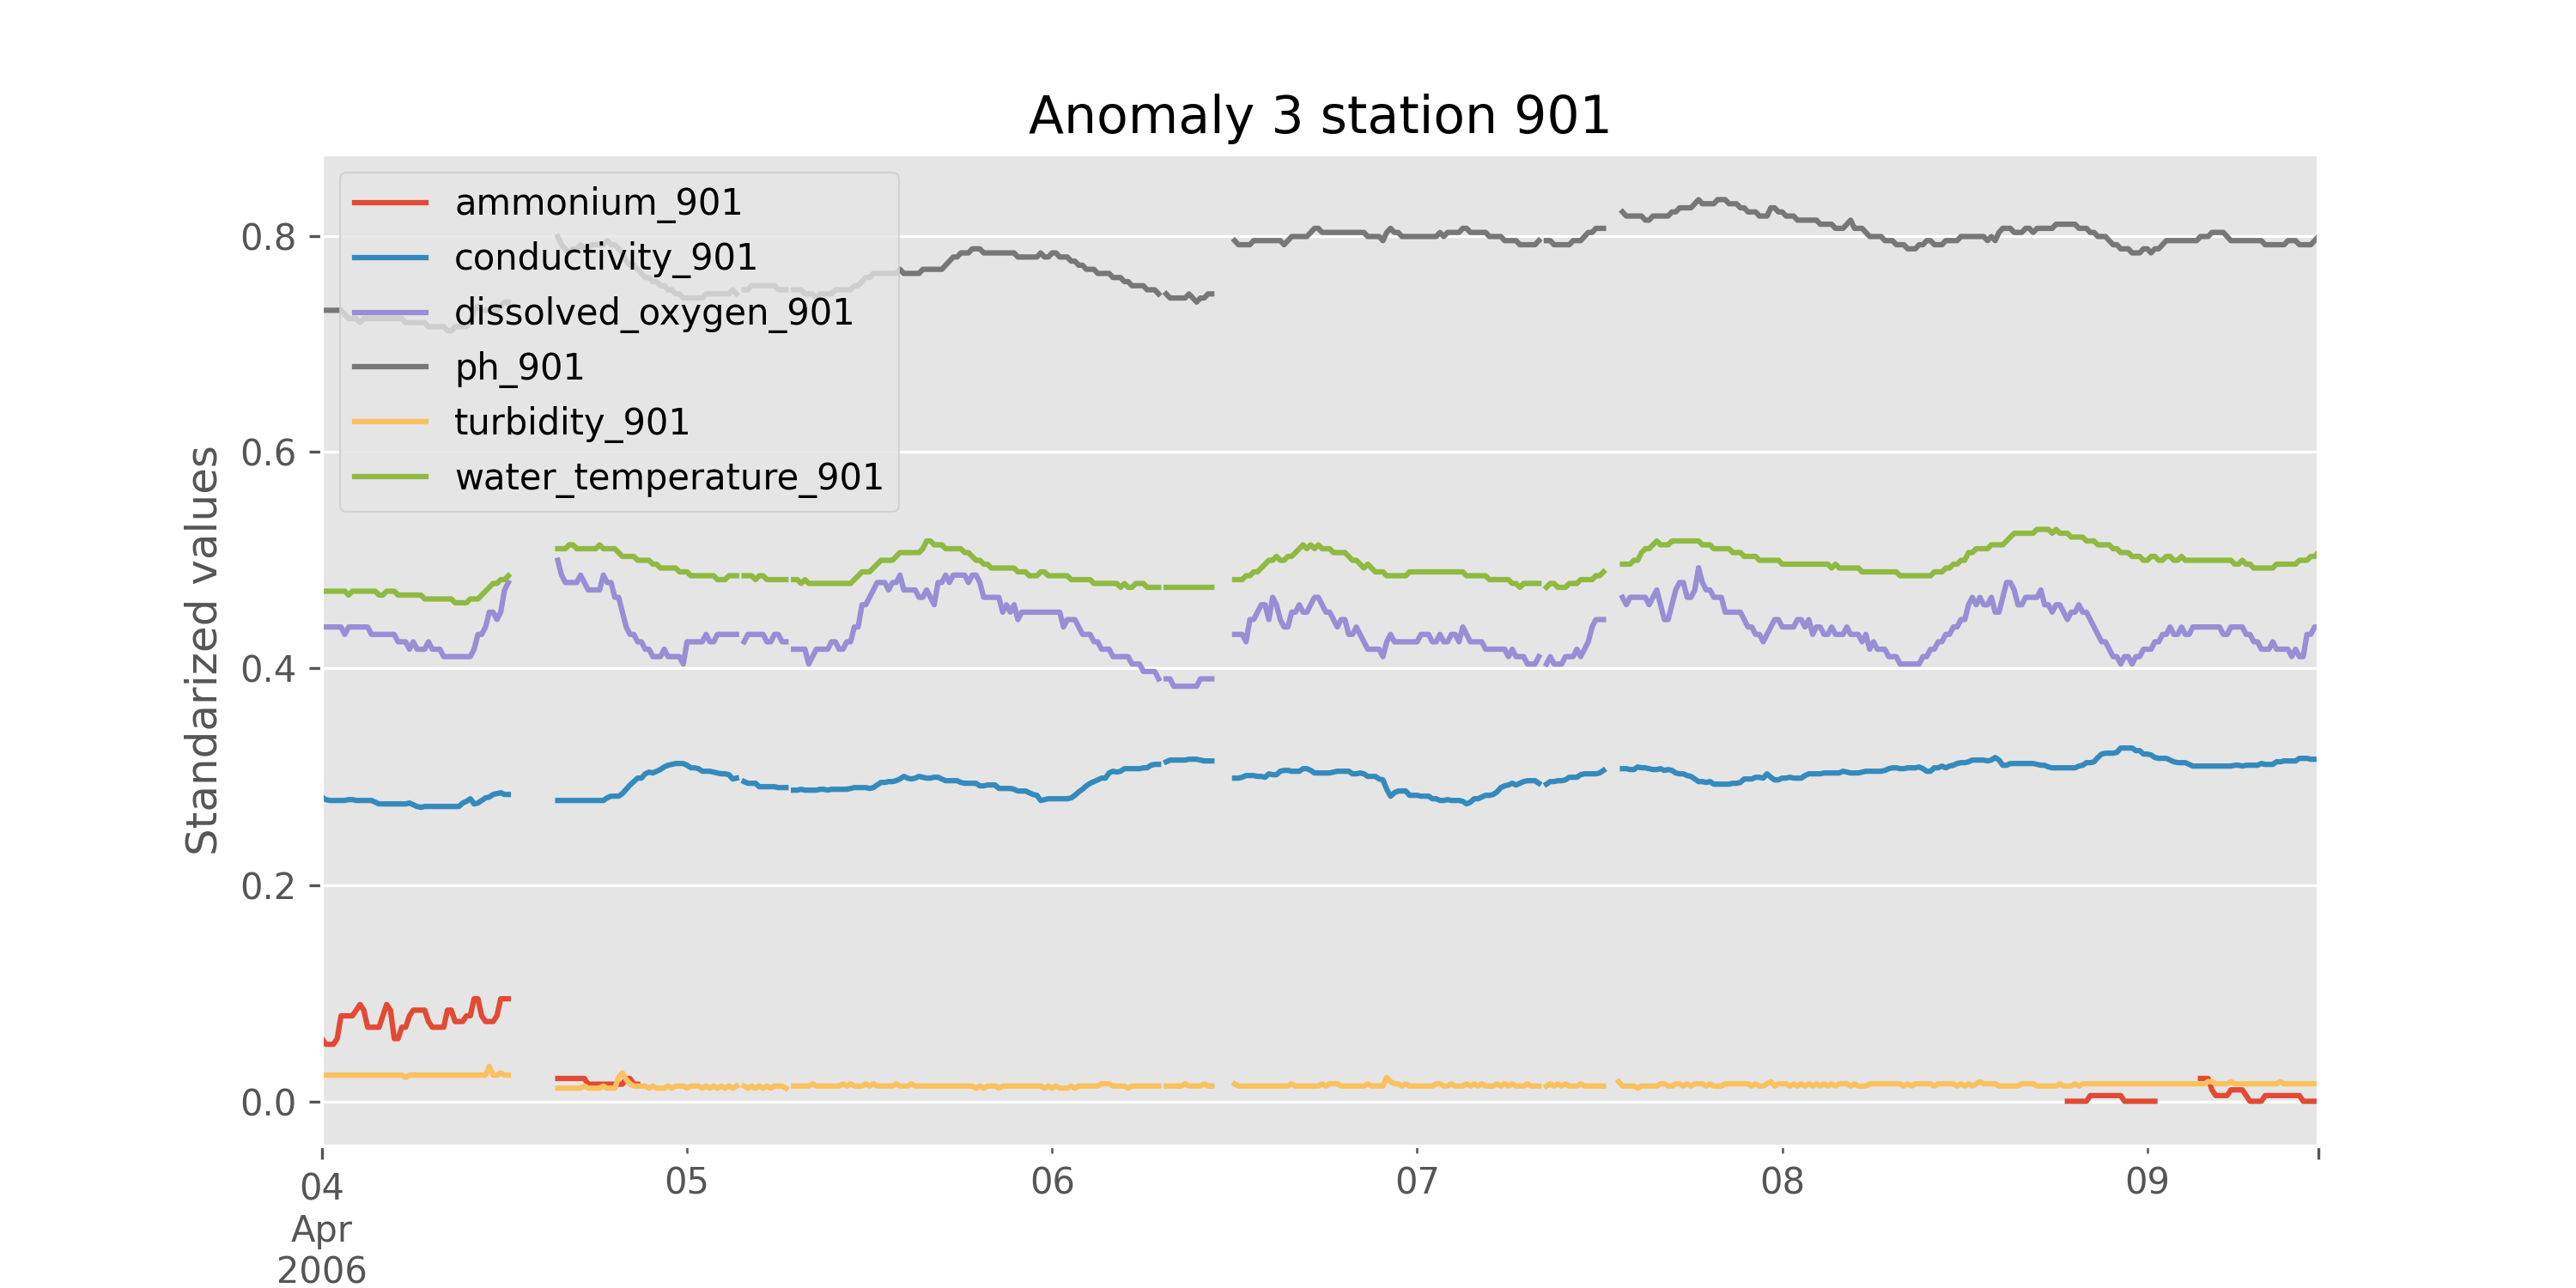 Anomaly 3 station 901
ammonium_901
conductivity_901
dissolved_oxygen_901
ph_901
turbidity_901
water_temperature_901
Standarized values
0.8
0.6
0.4
0.2
0.0
04 05 06 07 08 09
Apr
2006